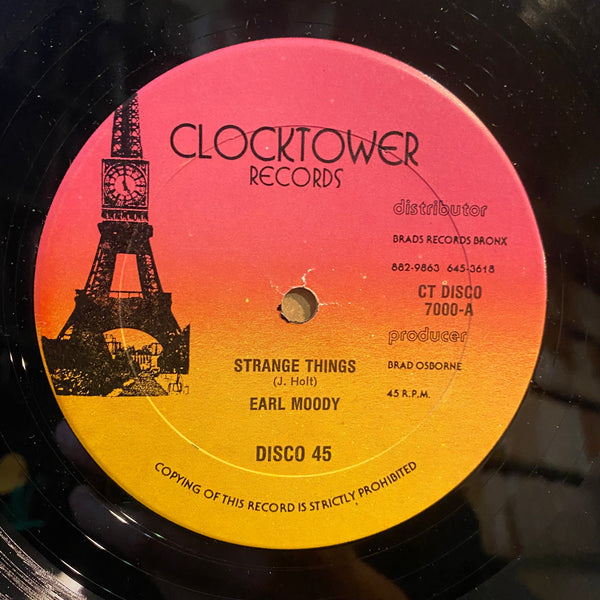 CLOCKTOWER
RECORDS
distributor
BRADS RECORDS BRONX
882-9863 645-3618
CT DISCO
7000-A
producer
BRAD OSBORNE
45 R.P.M.
STRANGE THINGS
(J. Holt)
EARL MOODY
DISCO 45
COPYING OF THIS RECORD IS STRICTLY PROHIBITED